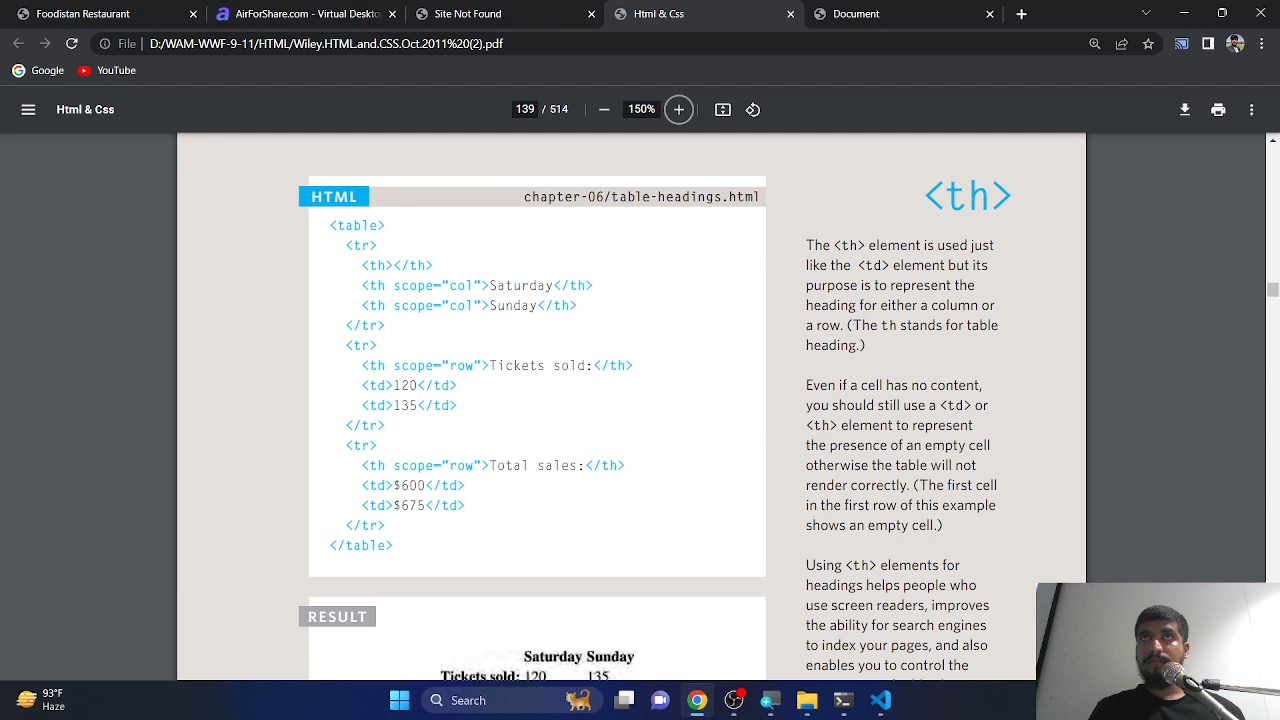 Foodistan Restaurant
AirForShare.com - Virtual Deskto
Site Not Found
Html & Css
Document
File
D:/WAM-WWF-9-11/HTML/Wiley.HTMLand.CSS.Oct.2011%20(2).pdf
Google
YouTube
Html & Css
139 / 514
150%
HTML
chapter-06/table-headings.html
<table>
<tr>
<th></th>
<th scope="col">Saturday</th>
<th scope="col">Sunday</th>
</tr>
<tr>
<th scope="row">Tickets sold:</th>
<td>120</td>
<td>135</td>
</tr>
<tr>
<th scope="row">Total sales:</th>
<td>$600</td>
<td>$675</td>
</tr>
</table>
RESULT
Saturday Sunday
Tickets sold: 120 135
<th>
The <th> element is used just
like the <td> element but its
purpose is to represent the
heading for either a column or
a row. (The th stands for table
heading.)
Even if a cell has no content,
you should still use a <td> or
<th> element to represent
the presence of an empty cell
otherwise the table will not
render correctly. (The first cell
in the first row of this example
shows an empty cell.)
Using <th> elements for
headings helps people who
use screen readers, improves
the ability for search engines
to index your pages, and also
enables you to control the
93°F
Haze
Search